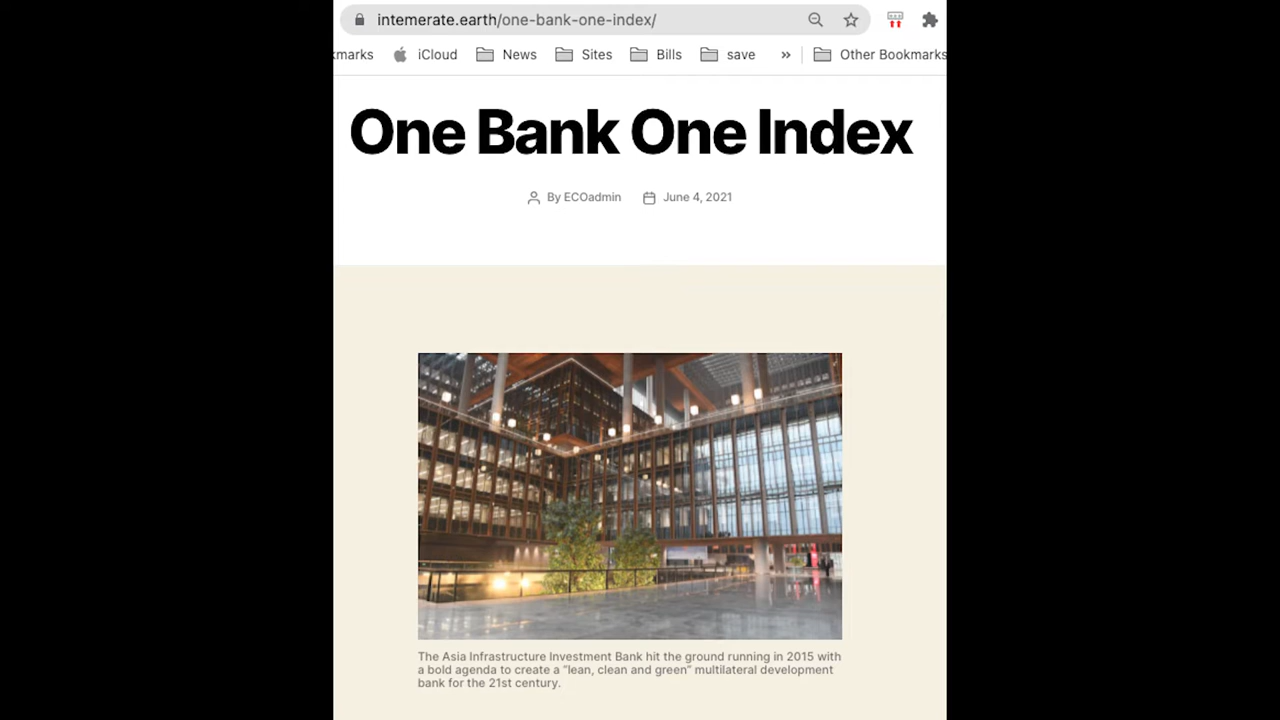 intemerate.earth/one-bank-one-index/
kmarks iCloud News Sites Bills save » Other Bookmarks
One Bank One Index
By ECOadmin June 4, 2021
The Asia Infrastructure Investment Bank hit the ground running in 2015 with
a bold agenda to create a "lean, clean and green" multilateral development
bank for the 21st century.